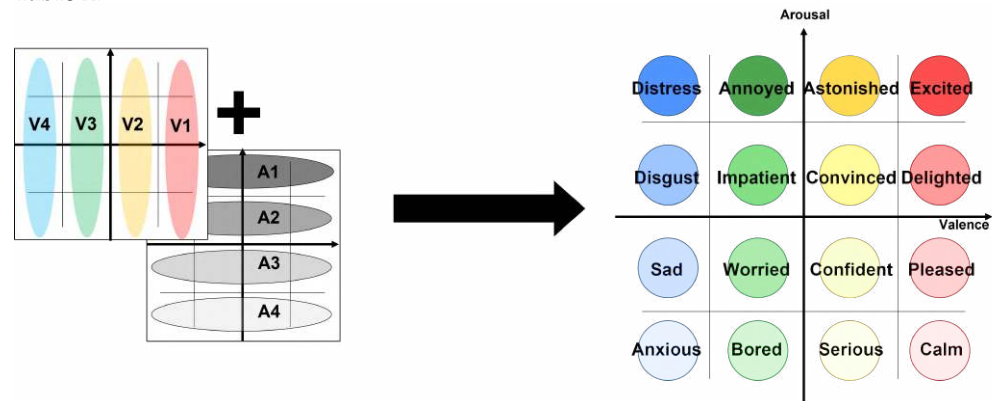 Arousal
V4 V3 V2 V1
A1
A2
A3
A4
Distress Annoyed Astonished Excited
Disgust Impatient Convinced Delighted
Valence
Sad Worried Confident Pleased
Anxious Bored Serious Calm